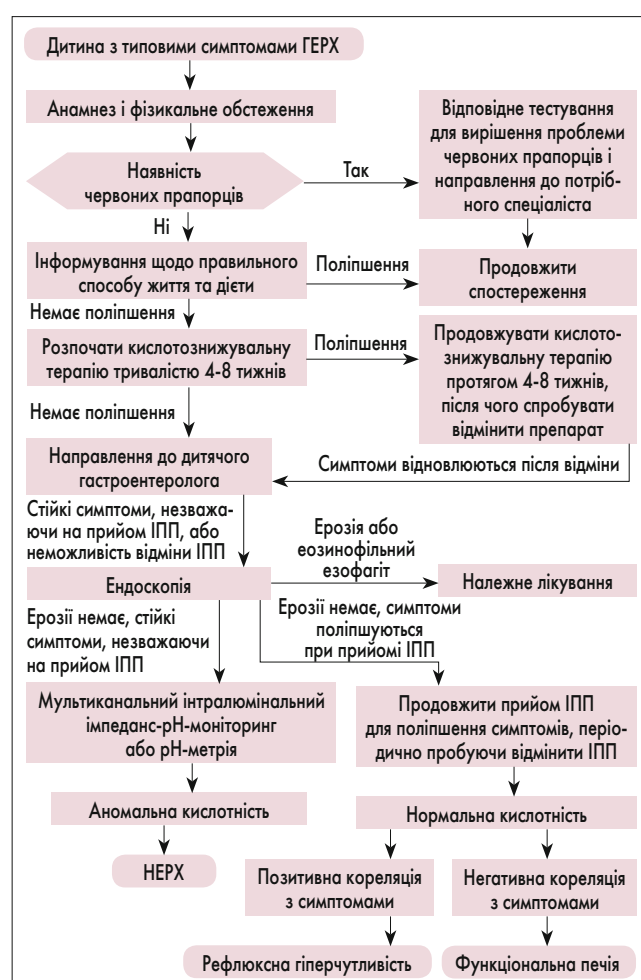 Дитина з типовими симптомами ГЕРХ
Анамнез і фізикальне обстеження
Наявність
червоних прапорців
Так
Відповідне тестування
для вирішення проблеми
червоних прапорців і
направлення до потріб-
ного спеціаліста
Ні
Інформування щодо правильного
способу життя та дієти
Поліпшення
Продовжити
спостереження
Немає поліпшення
Розпочати кислотознижувальну
терапію тривалістю 4-8 тижнів
Поліпшення
Продовжувати кислото-
знижувальну терапію
протягом 4-8 тижнів,
після чого спробувати
відмінити препарат
Немає поліпшення
Направлення до дитячого
гастроентеролога
Симптоми відновлюються після відміни
Стійкі симптоми, незважа-
ючи на прийом ІПП, або
неможливість відміни ІПП
Ендоскопія
Ерозія або
еозинофільний
езофагіт
Належне лікування
Ерозії немає, стійкі
симптоми, незважаючи
на прийом ІПП
Ерозії немає, симптоми
поліпшуються
при прийомі ІПП
Мультиканальний інтралюмінальний
імпеданс-рН-моніторинг
або рН-метрія
Продовжити прийом ІПП
для поліпшення симптомів, періо-
дично пробуючи відмінити ІПП
Аномальна кислотність
Нормальна кислотність
НЕРХ
Позитивна кореляція
з симптомами
Негативна кореляція
з симптомами
Рефлюксна гіперчутливість
Функціональна печія